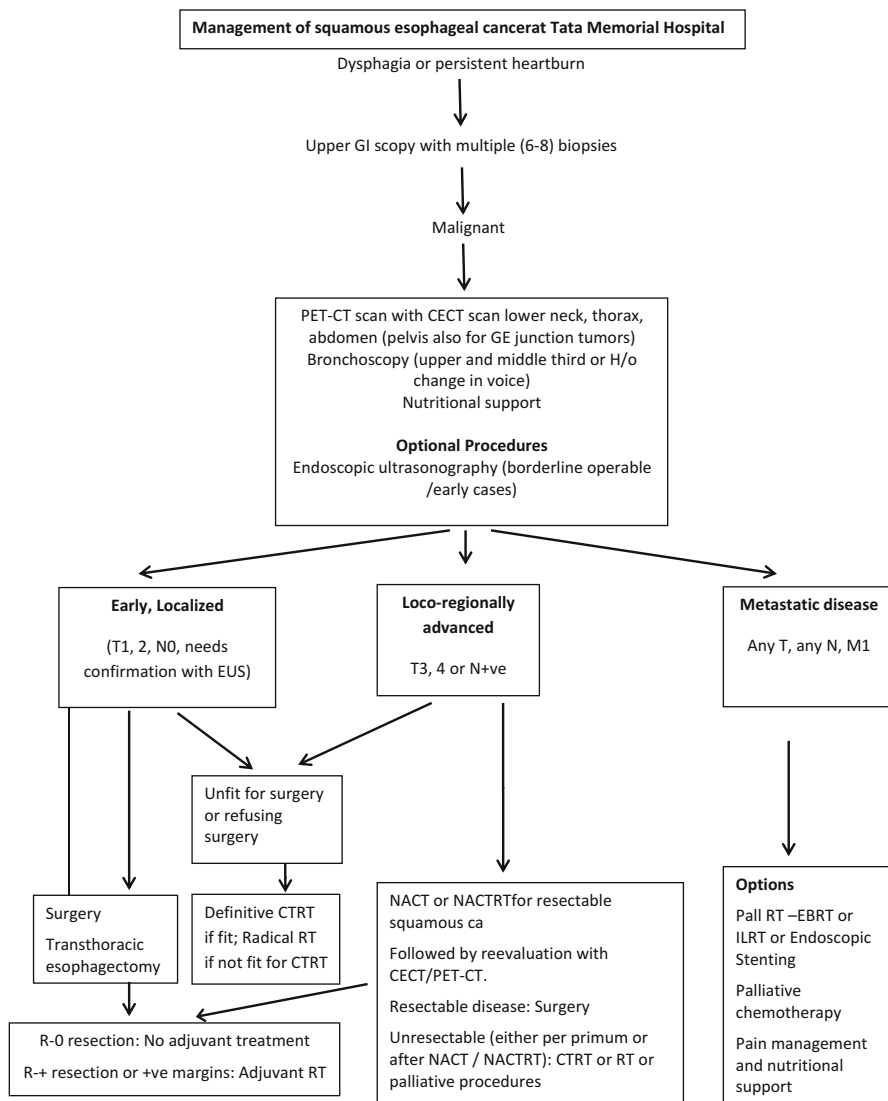 Management of squamous esophageal cancerat Tata Memorial Hospital
Dysphagia or persistent heartburn
Upper GI scopy with multiple (6-8) biopsies
Malignant
PET-CT scan with CECT scan lower neck, thorax,
abdomen (pelvis also for GE junction tumors)
Bronchoscopy (upper and middle third or H/o
change in voice)
Nutritional support
Optional Procedures
Endoscopic ultrasonography (borderline operable
/early cases)
Early, Localized
(T1, 2, N0, needs
confirmation with EUS)
Loco-regionally
advanced
T3, 4 or N+ve
Metastatic disease
Any T, any N, M1
Unfit for surgery
or refusing
surgery
Surgery
Transthoracic
esophagectomy
Definitive CTRT
if fit; Radical RT
if not fit for CTRT
NACT or NACTRTfor resectable
squamous ca
Followed by reevaluation with
CECT/PET-CT.
Resectable disease: Surgery
Unresectable (either per primum or
after NACT / NACTRT): CTRT or RT or
palliative procedures
Options
Pall RT –EBRT or
ILRT or Endoscopic
Stenting
Palliative
chemotherapy
Pain management
and nutritional
support
R-0 resection: No adjuvant treatment
R-+ resection or +ve margins: Adjuvant RT